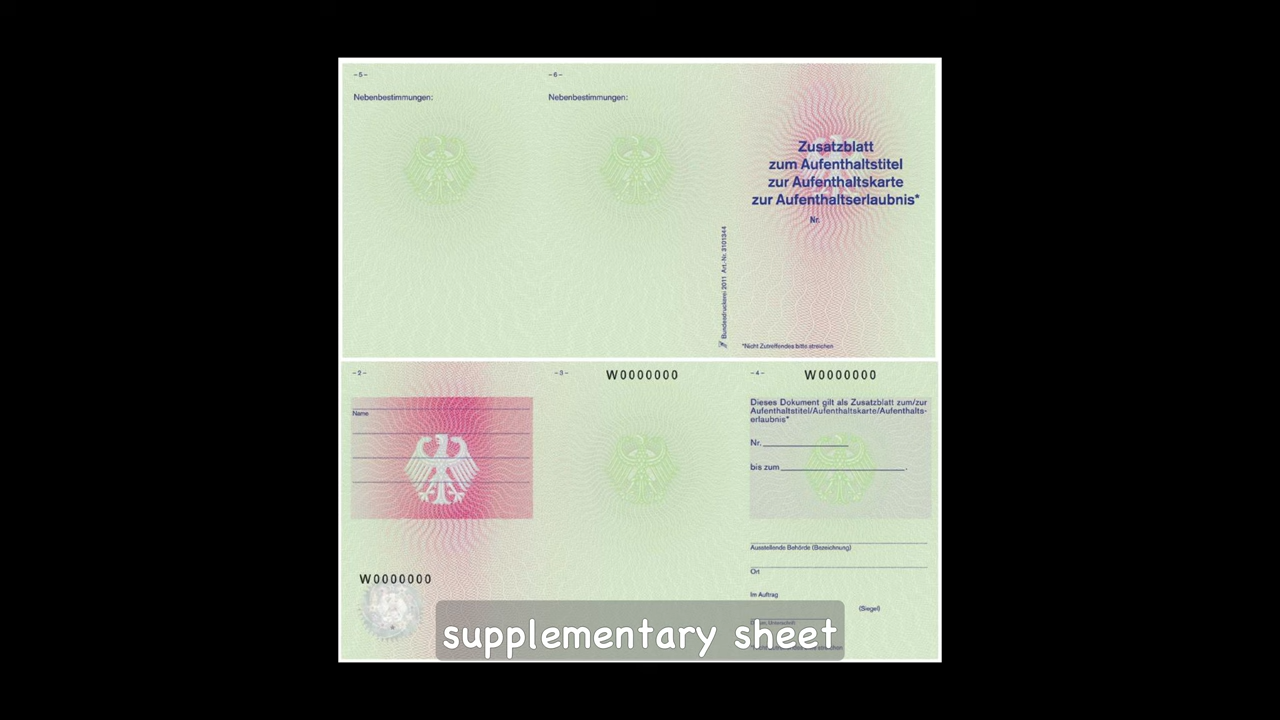 – 5 –
Nebenbestimmungen:
– 6 –
Nebenbestimmungen:
Zusatzblatt
zum Aufenthaltstitel
zur Aufenthaltskarte
zur Aufenthaltserlaubnis*
Nr.
Bundesdruckerei 2011 Art.-Nr. 3101944
*Nicht Zutreffendes bitte streichen
– 2 –
Name
W0000000
– 3 –
W0000000
– 4 –
W0000000
Dieses Dokument gilt als Zusatzblatt zum/zur
Aufenthaltstitel/Aufenthaltskarte/Aufenthalts-
erlaubnis*
Nr.
bis zum .
Ausstellende Behörde (Bezeichnung)
Ort
Im Auftrag
(Siegel)
supplementary sheet